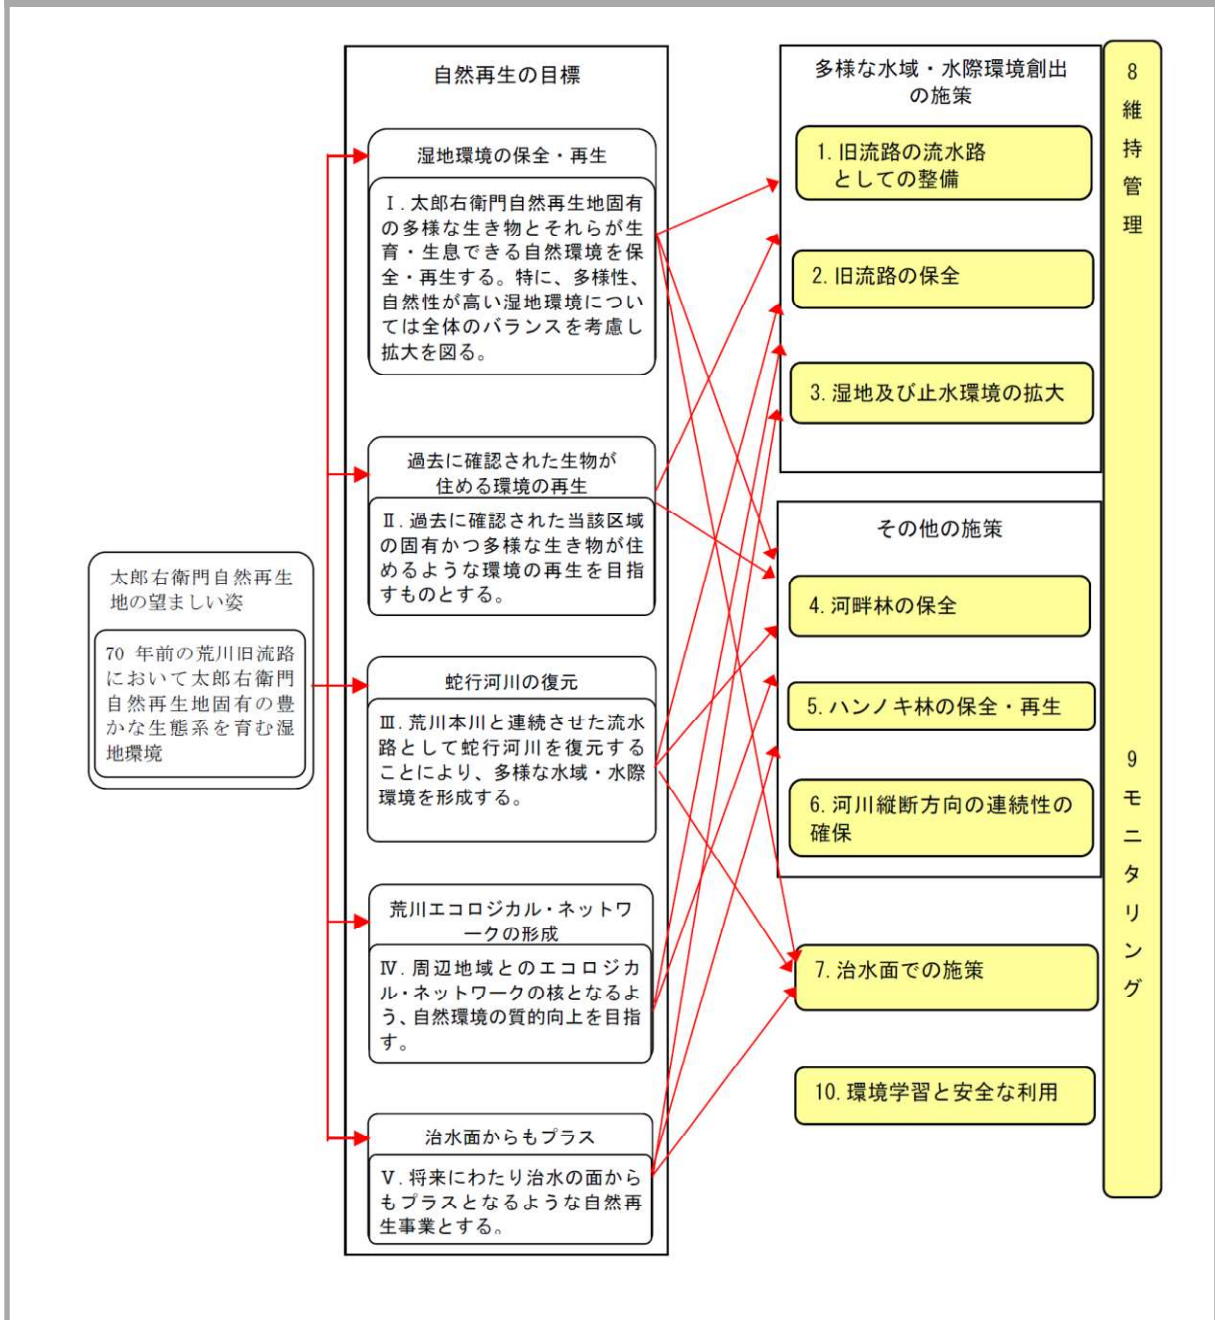 太郎右衛門自然再生
地の望ましい姿
70 年前の荒川旧流路
において太郎右衛門
自然再生地固有の豊
かな生態系を育む湿
地環境
自然再生の目標
湿地環境の保全・再生
Ⅰ.太郎右衛門自然再生地固有
の多様な生き物とそれらが生
育・生息できる自然環境を保
全・再生する。特に、多様性、
自然性が高い湿地環境につい
ては全体のバランスを考慮し
拡大を図る。
過去に確認された生物が
住める環境の再生
Ⅱ.過去に確認された当該区域
の固有かつ多様な生き物が住
めるような環境の再生を目指
すものとする。
蛇行河川の復元
Ⅲ.荒川本川と連続させた流水
路として蛇行河川を復元する
ことにより、多様な水域・水際
環境を形成する。
荒川エコロジカル・ネットワ
ークの形成
Ⅳ.周辺地域とのエコロジカ
ル・ネットワークの核となるよ
う、自然環境の質的向上を目指
す。
治水面からもプラス
Ⅴ.将来にわたり治水の面から
もプラスとなるような自然再
生事業とする。
多様な水域・水際環境創出
の施策
1.旧流路の流水路
としての整備
2.旧流路の保全
3.湿地及び止水環境の拡大
その他の施策
4.河畔林の保全
5.ハンノキ林の保全・再生
6.河川縦断方向の連続性の
確保
7.治水面での施策
10.環境学習と安全な利用
8維持管理
9モニタリング